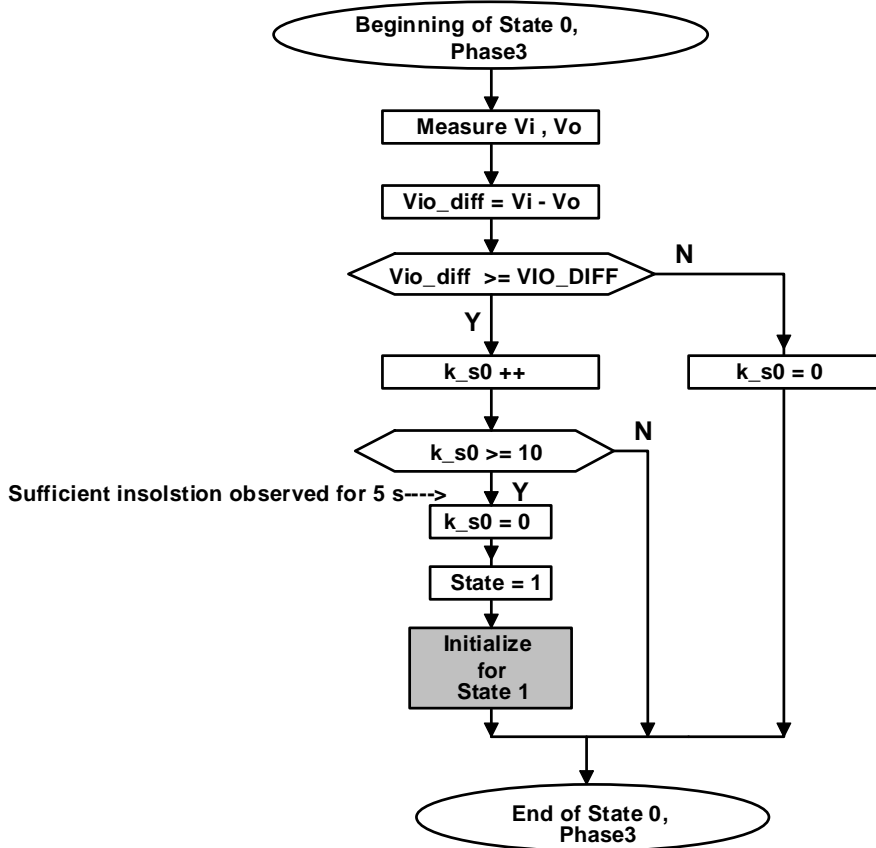 Beginning of State 0,
Phase3
Measure Vi , Vo
Vio_diff = Vi - Vo
Vio_diff >= VIO_DIFF
N
Y
k_s0 ++
k_s0 = 0
k_s0 >= 10
N
Sufficient insolstion observed for 5 s---->
Y
k_s0 = 0
State = 1
Initialize
for
State 1
End of State 0,
Phase3